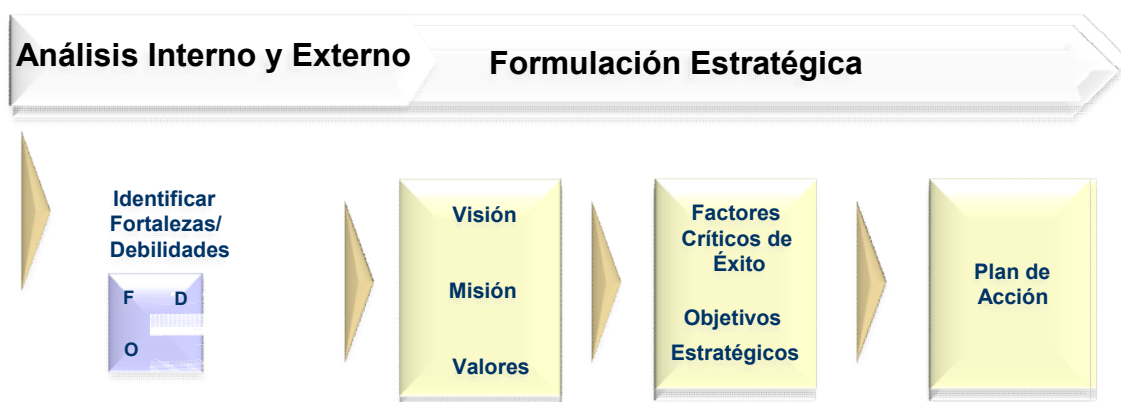 Análisis Interno y Externo
Formulación Estratégica
Identificar
Fortalezas/
Debilidades
F D
O
Visión
Misión
Valores
Factores
Críticos de
Éxito
Objetivos
Estratégicos
Plan de
Acción